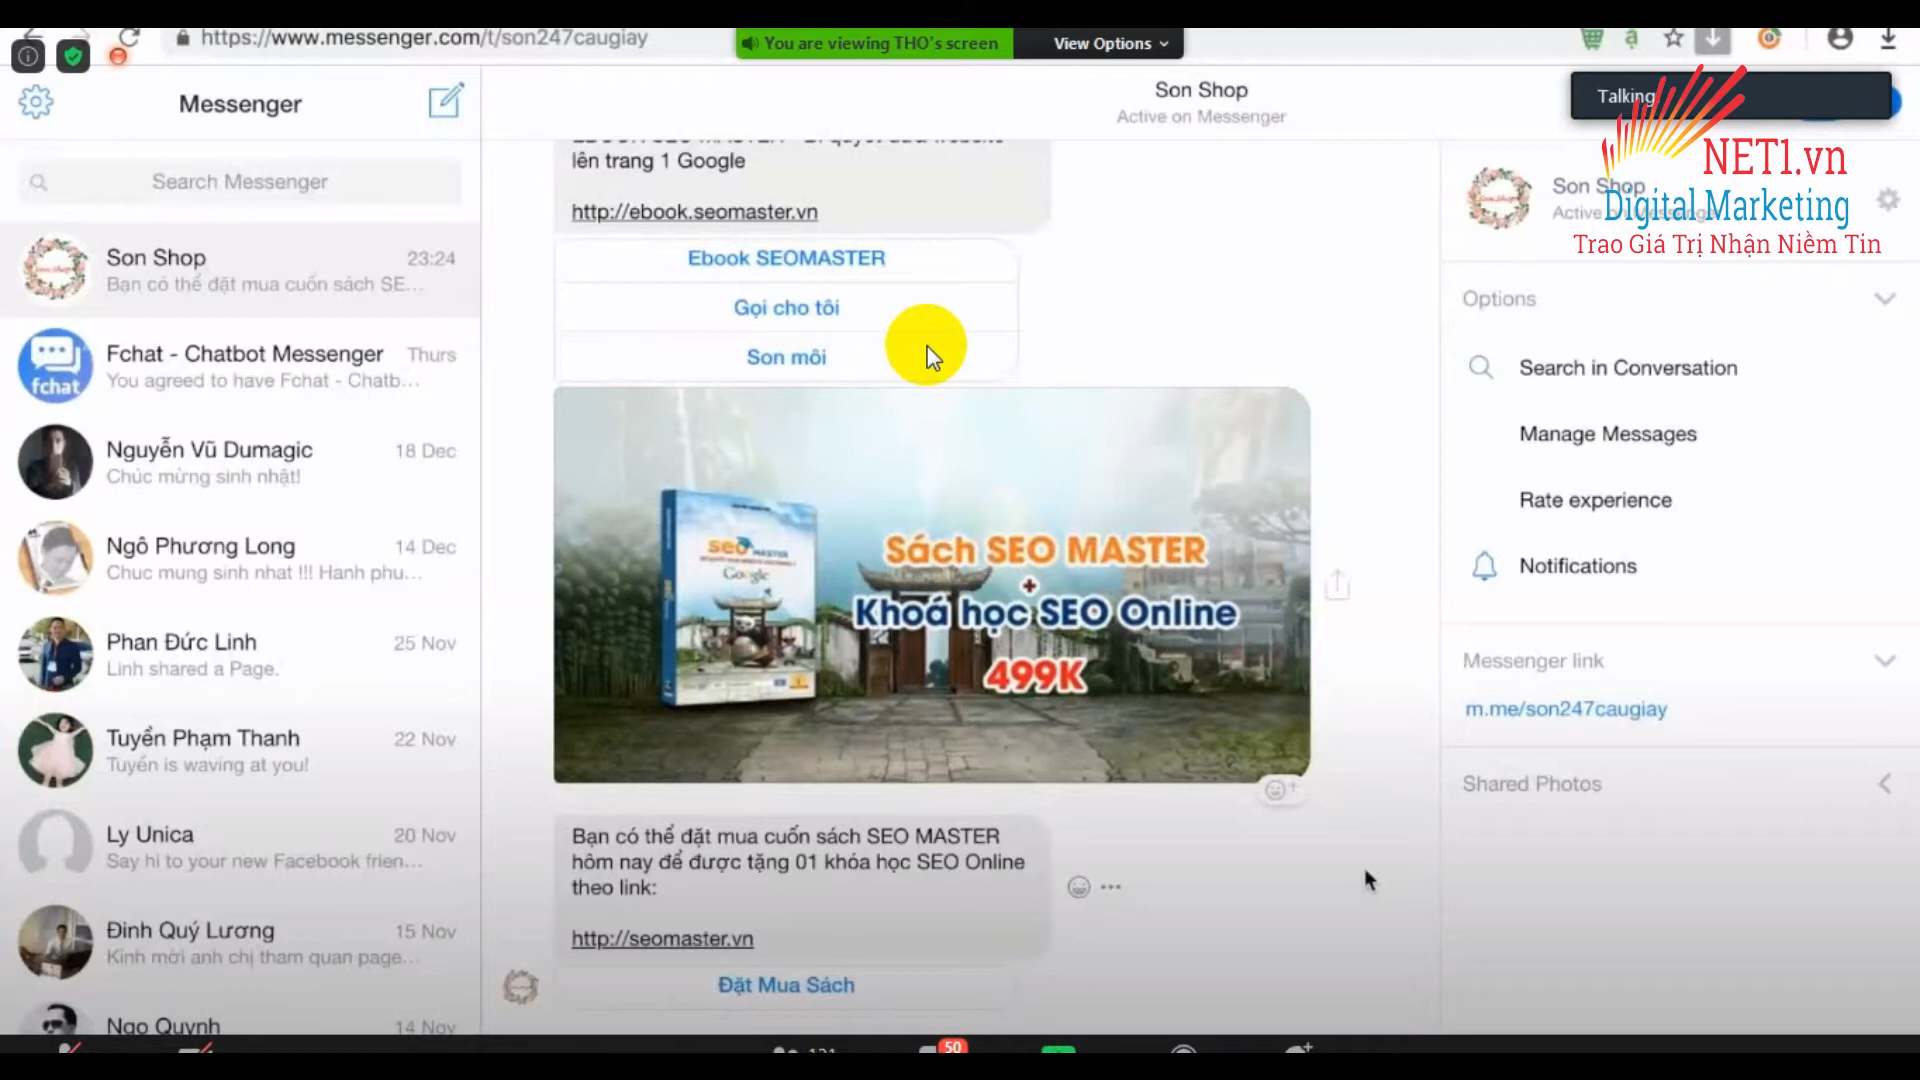 https://www.messenger.com/t/son247caugiay
You are viewing THO's screen
View Options
Messenger
Search Messenger
Son Shop
23:24
Bạn có thể đặt mua cuốn sách SE...
Fchat - Chatbot Messenger
Thurs
You agreed to have Fchat - Chatb...
fchat
Nguyễn Vũ Dumagic
18 Dec
Chúc mừng sinh nhật!
Ngô Phương Long
14 Dec
Chuc mung sinh nhat !!! Hanh phu...
Phan Đức Linh
25 Nov
Linh shared a Page.
Tuyển Phạm Thanh
22 Nov
Tuyển is waving at you!
Ly Unica
20 Nov
Say hi to your new Facebook frien...
Đinh Quý Lương
15 Nov
Kính mời anh chị tham quan page...
Ngo Quynh
14 Nov
Son Shop
Active on Messenger
lên trang 1 Google
http://ebook.seomaster.vn
Ebook SEOMASTER
Gọi cho tôi
Son môi
SEO MASTER
Google
Sách SEO MASTER
+
Khoá học SEO Online
499K
Bạn có thể đặt mua cuốn sách SEO MASTER
hôm nay để được tặng 01 khóa học SEO Online
theo link:
http://seomaster.vn
Đặt Mua Sách
Talking
NET1.vn
Digital Marketing
Trao Giá Trị Nhận Niềm Tin
Son Shop
Options
Search in Conversation
Manage Messages
Rate experience
Notifications
Messenger link
m.me/son247caugiay
Shared Photos
50